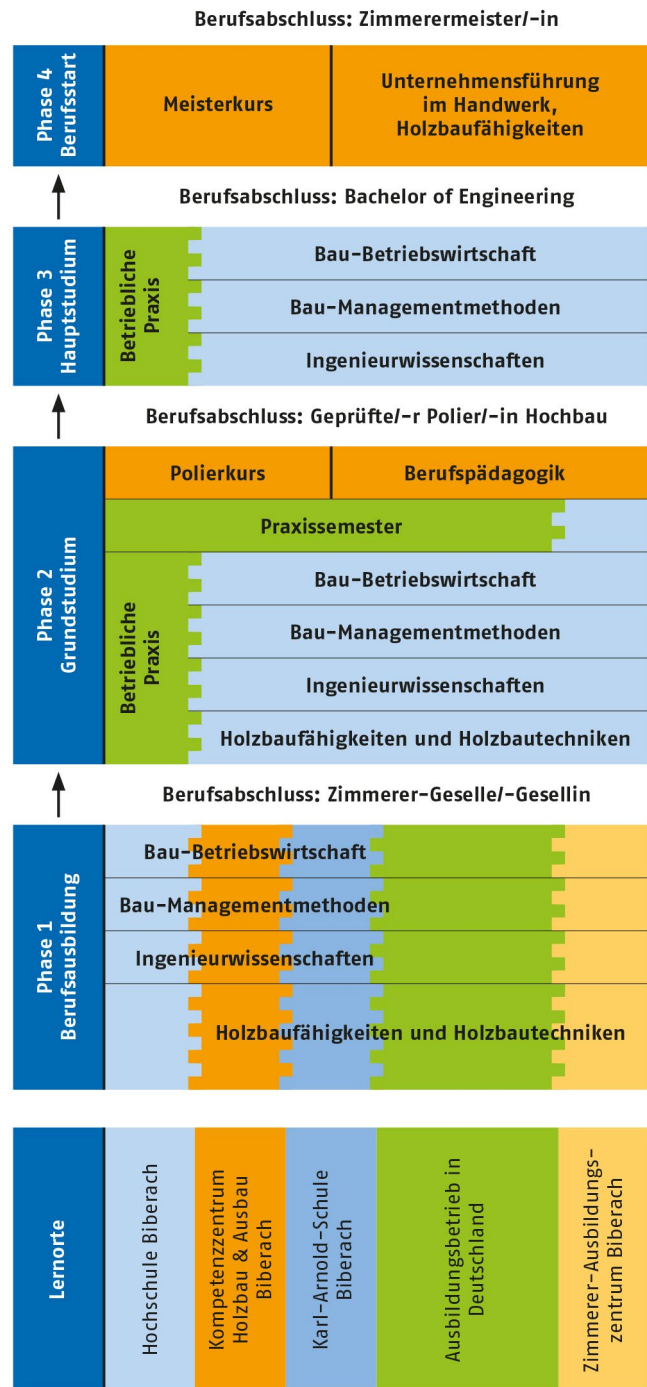 Berufsabschluss: Zimmerermeister/-in
Phase 4
Berufsstart
Meisterkurs
Unternehmensführung
im Handwerk,
Holzbaufähigkeiten
Berufsabschluss: Bachelor of Engineering
Phase 3
Hauptstudium
Betriebliche
Praxis
Bau-Betriebswirtschaft
Bau-Managementmethoden
Ingenieurwissenschaften
Berufsabschluss: Geprüfte/-r Polier/-in Hochbau
Phase 2
Grundstudium
Polierkurs
Berufspädagogik
Praxissemester
Betriebliche
Praxis
Bau-Betriebswirtschaft
Bau-Managementmethoden
Ingenieurwissenschaften
Holzbaufähigkeiten und Holzbautechniken
Berufsabschluss: Zimmerer-Geselle/-Gesellin
Phase 1
Berufsausbildung
Bau-Betriebswirtschaft
Bau-Managementmethoden
Ingenieurwissenschaften
Holzbaufähigkeiten und Holzbautechniken
Lernorte
Hochschule Biberach
Kompetenzzentrum
Holzbau & Ausbau
Biberach
Karl-Arnold-Schule
Biberach
Ausbildungsbetrieb in
Deutschland
Zimmerer-Ausbildungs-
zentrum Biberach